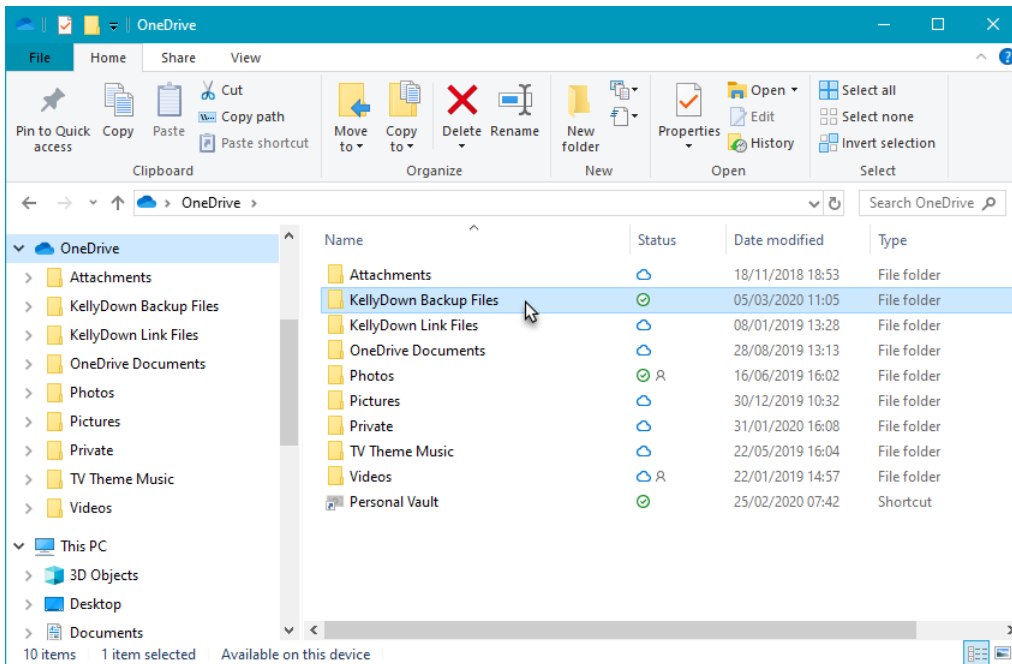 OneDrive
File Home Share View
Pin to Quick access Copy Paste Cut Copy path Paste shortcut
Move to Copy to Delete Rename New folder Properties Open Edit History Select all Select none Invert selection
Clipboard Organize New Open Select
OneDrive Search OneDrive
OneDrive
Attachments
KellyDown Backup Files
KellyDown Link Files
OneDrive Documents
Photos
Pictures
Private
TV Theme Music
Videos
This PC
3D Objects
Desktop
Documents
Name Status Date modified Type
Attachments 18/11/2018 18:53 File folder
KellyDown Backup Files 05/03/2020 11:05 File folder
KellyDown Link Files 08/01/2019 13:28 File folder
OneDrive Documents 28/08/2019 13:13 File folder
Photos 16/06/2019 16:02 File folder
Pictures 30/12/2019 10:32 File folder
Private 31/01/2020 16:08 File folder
TV Theme Music 22/05/2019 16:04 File folder
Videos 22/01/2019 14:57 File folder
Personal Vault 25/02/2020 07:42 Shortcut
10 items 1 item selected Available on this device